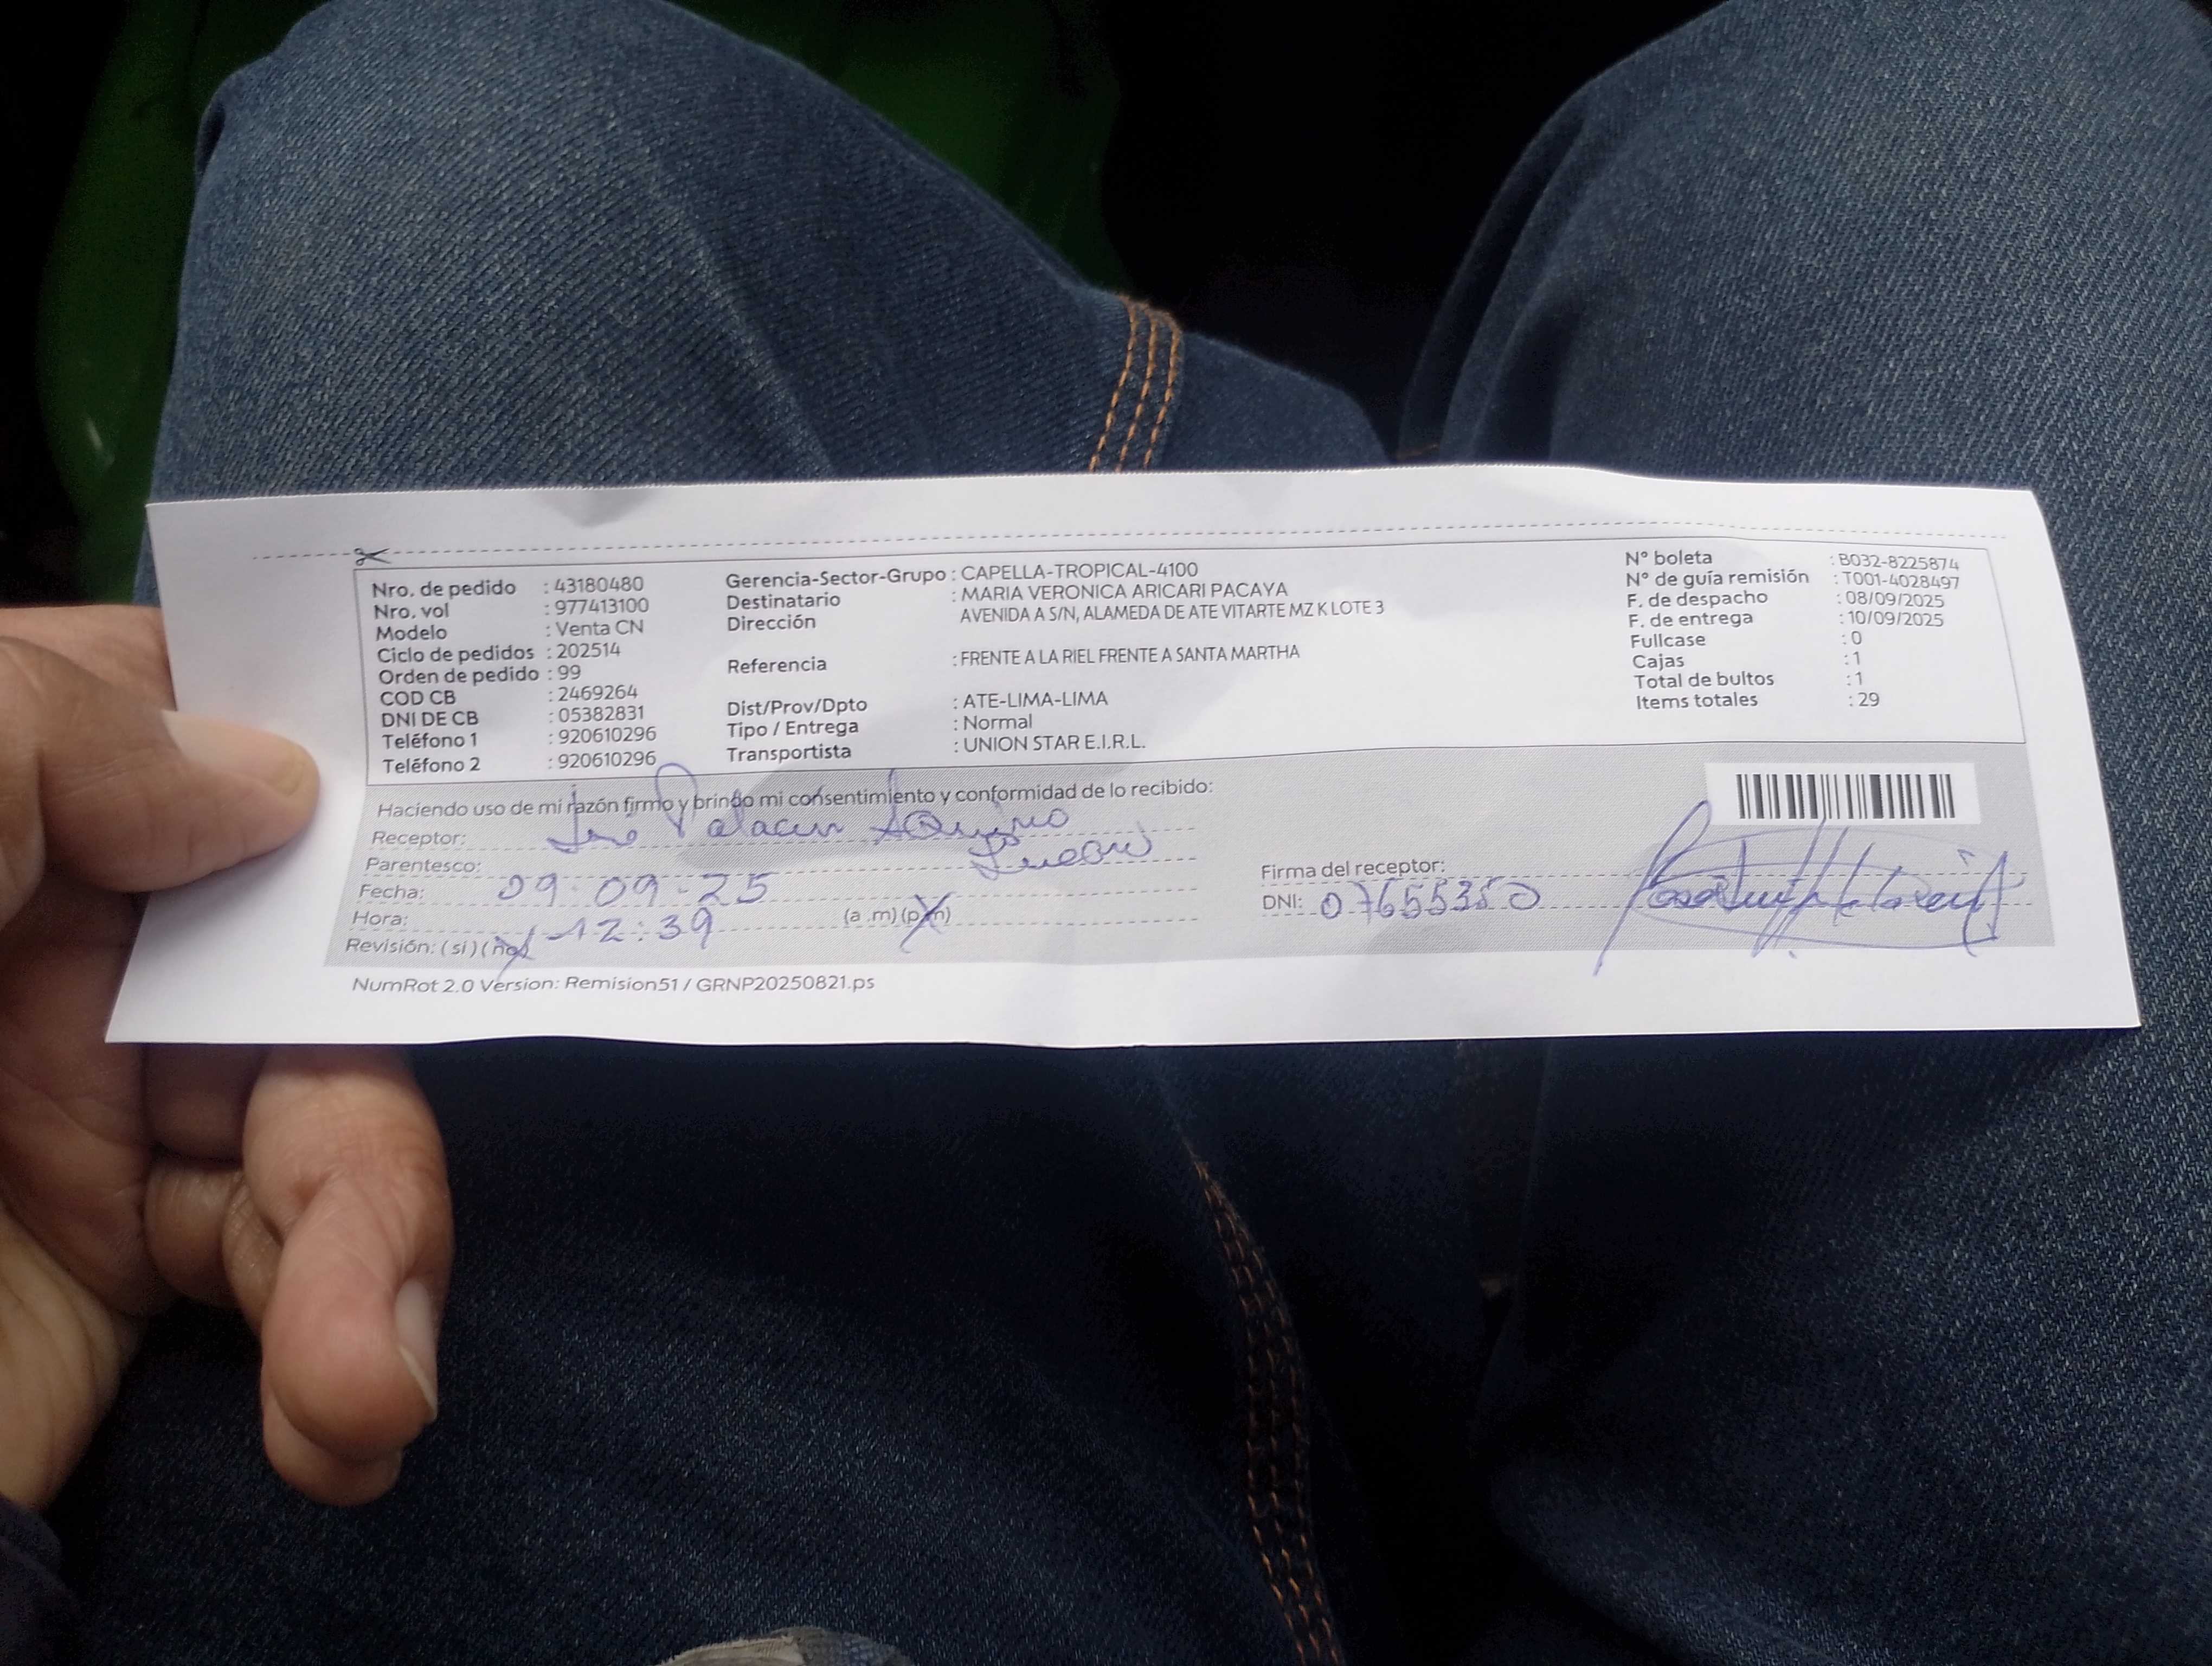 Nro. de pedido : 43180480
Nro. vol : 977413100
Modelo : Venta CN
Ciclo de pedidos : 202514
Orden de pedido : 99
COD CB : 2469264
DNI DE CB : 05382831
Teléfono 1 : 920610296
Teléfono 2 : 920610296
Gerencia-Sector-Grupo : CAPELLA-TROPICAL-4100
Destinatario : MARIA VERONICA ARICARI PACAYA
Dirección AVENIDA A S/N, ALAMEDA DE ATE VITARTE MZ K LOTE 3
Referencia : FRENTE A LA RIEL FRENTE A SANTA MARTHA
Dist/Prov/Dpto : ATE-LIMA-LIMA
Tipo / Entrega : Normal
Transportista : UNION STAR E.I.R.L.
N° boleta : B032-8225874
N° de guía remisión : T001-4028497
F. de despacho : 08/09/2025
F. de entrega : 10/09/2025
Fullcase : 0
Cajas : 1
Total de bultos : 1
Items totales : 29
Haciendo uso de mi razón firmo y brindo mi consentimiento y conformidad de lo recibido:
Receptor: Palacin
Parentesco:
Fecha: 09-09-25
Hora: 12:39 (a.m) (p.m)
Revisión: (si) (no)
Firma del receptor:
DNI: 07655350
NumRot 2.0 Version: Remision51 / GRNP20250821.ps